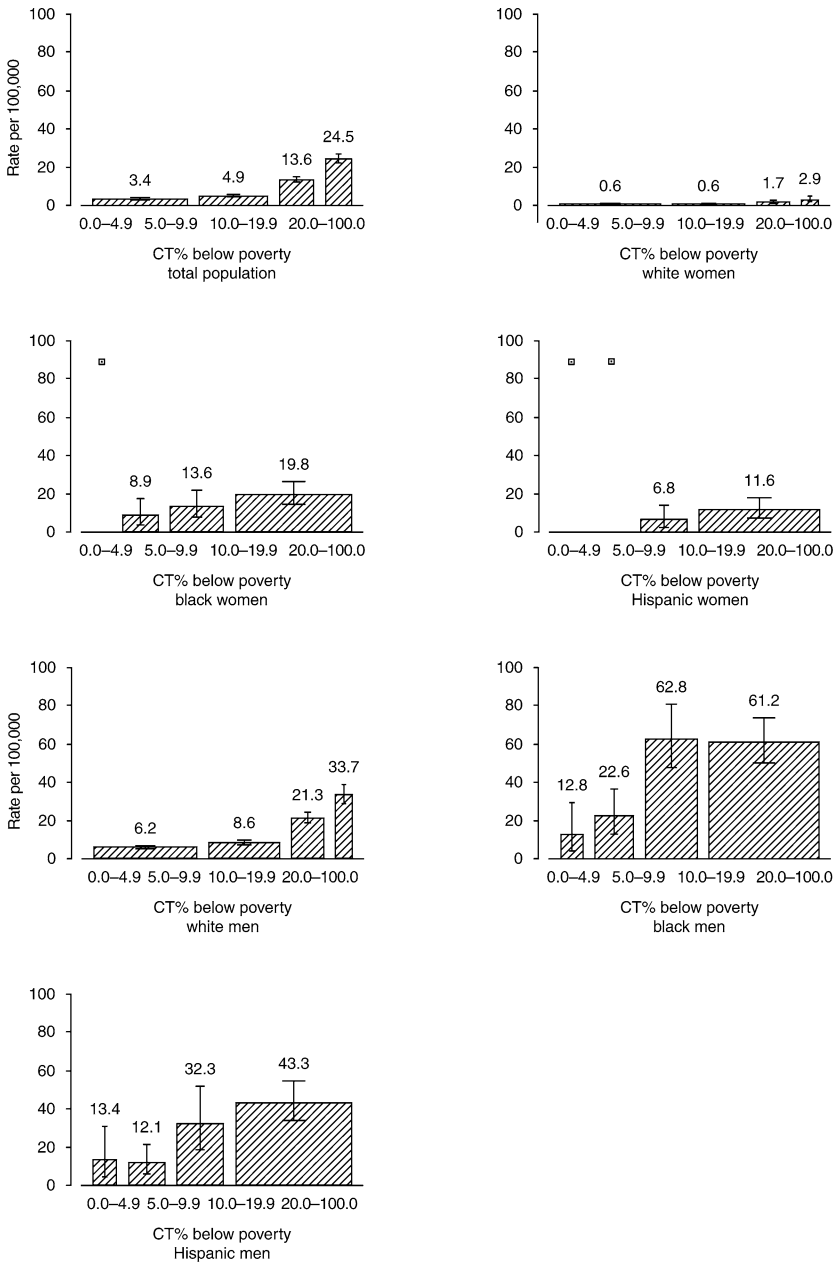 100
80
60
40
20
0
Rate per 100,000
3.4
4.9
13.6
24.5
0.0–4.9 5.0–9.9 10.0–19.9 20.0–100.0
CT% below poverty
total population
100
80
60
40
20
0
0.6
0.6
1.7
2.9
0.0–4.9 5.0–9.9 10.0–19.9 20.0–100.0
CT% below poverty
white women
100
80
60
40
20
0
8.9
13.6
19.8
0.0–4.9 5.0–9.9 10.0–19.9 20.0–100.0
CT% below poverty
black women
100
80
60
40
20
0
6.8
11.6
0.0–4.9 5.0–9.9 10.0–19.9 20.0–100.0
CT% below poverty
Hispanic women
100
80
60
40
20
0
Rate per 100,000
6.2
8.6
21.3
33.7
0.0–4.9 5.0–9.9 10.0–19.9 20.0–100.0
CT% below poverty
white men
100
80
60
40
20
0
12.8
22.6
62.8
61.2
0.0–4.9 5.0–9.9 10.0–19.9 20.0–100.0
CT% below poverty
black men
100
80
60
40
20
0
13.4
12.1
32.3
43.3
0.0–4.9 5.0–9.9 10.0–19.9 20.0–100.0
CT% below poverty
Hispanic men